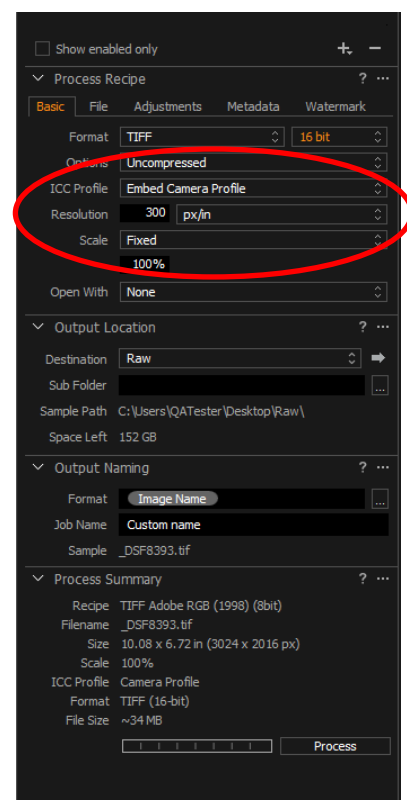 Show enabled only
Process Recipe ? ...
Basic File Adjustments Metadata Watermark
Format TIFF 16 bit
Options Uncompressed
ICC Profile Embed Camera Profile
Resolution 300 px/in
Scale Fixed
100%
Open With None
Output Location ? ...
Destination Raw
Sub Folder ...
Sample Path C:\Users\QATester\Desktop\Raw\
Space Left 152 GB
Output Naming ? ...
Format Image Name ...
Job Name Custom name
Sample _DSF8393.tif
Process Summary ? ...
Recipe TIFF Adobe RGB (1998) (8bit)
Filename _DSF8393.tif
Size 10.08 x 6.72 in (3024 x 2016 px)
Scale 100%
ICC Profile Camera Profile
Format TIFF (16-bit)
File Size ~34 MB
Process